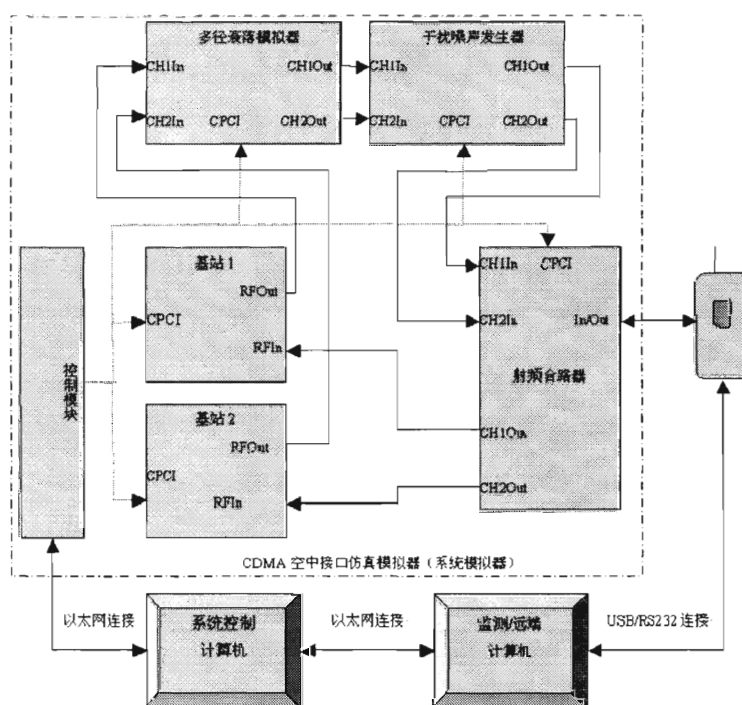 多径衰落模拟器
CH1In
CH1Out
CH2In
CPCI
CH2Out
干扰噪声发生器
CH1In
CH1Out
CH2In
CPCI
CH2Out
基站1
RFOut
CPCI
RFIn
控制模块
基站2
RFOut
CPCI
RFIn
CH1In
CPCI
CH2In
In/Out
射频合路器
CH1Out
CH2Out
CDMA 空中接口仿真模拟器（系统模拟器）
以太网连接
系统控制
计算机
以太网连接
监测/远端
计算机
USB/RS232 连接